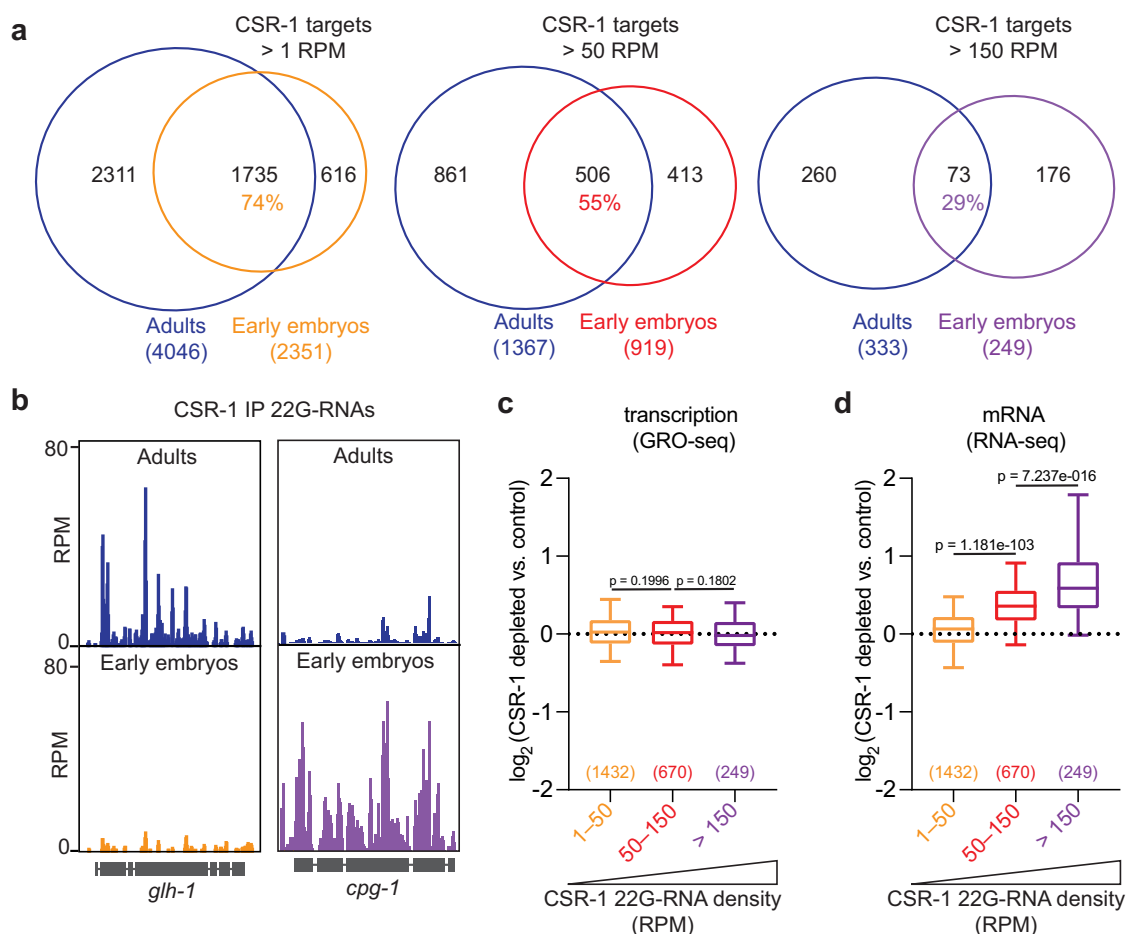 a
CSR-1 targets
> 1 RPM
2311
1735
74%
616
Adults
(4046)
Early embryos
(2351)
CSR-1 targets
> 50 RPM
861
506
55%
413
Adults
(1367)
Early embryos
(919)
CSR-1 targets
> 150 RPM
260
73
29%
176
Adults
(333)
Early embryos
(249)
b
CSR-1 IP 22G-RNAs
80
RPM
0
Adults
Adults
80
RPM
0
Early embryos
Early embryos
glh-1
cpg-1
c
transcription
(GRO-seq)
log2 (CSR-1 depleted vs. control)
2
1
0
-1
-2
p = 0.1996
p = 0.1802
(1432)
(670)
(249)
1–50
50–150
> 150
CSR-1 22G-RNA density
(RPM)
d
mRNA
(RNA-seq)
log2 (CSR-1 depleted vs. control)
2
1
0
-1
-2
p = 7.237e-016
p = 1.181e-103
(1432)
(670)
(249)
1–50
50–150
> 150
CSR-1 22G-RNA density
(RPM)